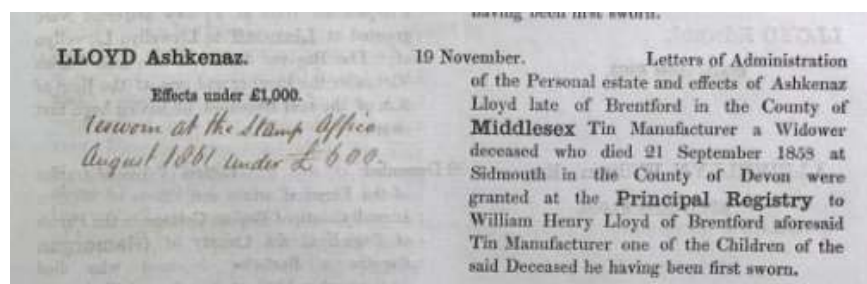 having been first sworn.
LLOYD Ashkenaz.
Effects under £1,000.
Resworn at the Stamp Office
August 1861 Under £600.
19 November. Letters of Administration
of the Personal estate and effects of Ashkenaz
Lloyd late of Brentford in the County of
Middlesex Tin Manufacturer a Widower
deceased who died 21 September 1858 at
Sidmouth in the County of Devon were
granted at the Principal Registry to
William Henry Lloyd of Brentford aforesaid
Tin Manufacturer one of the Children of the
said Deceased he having been first sworn.